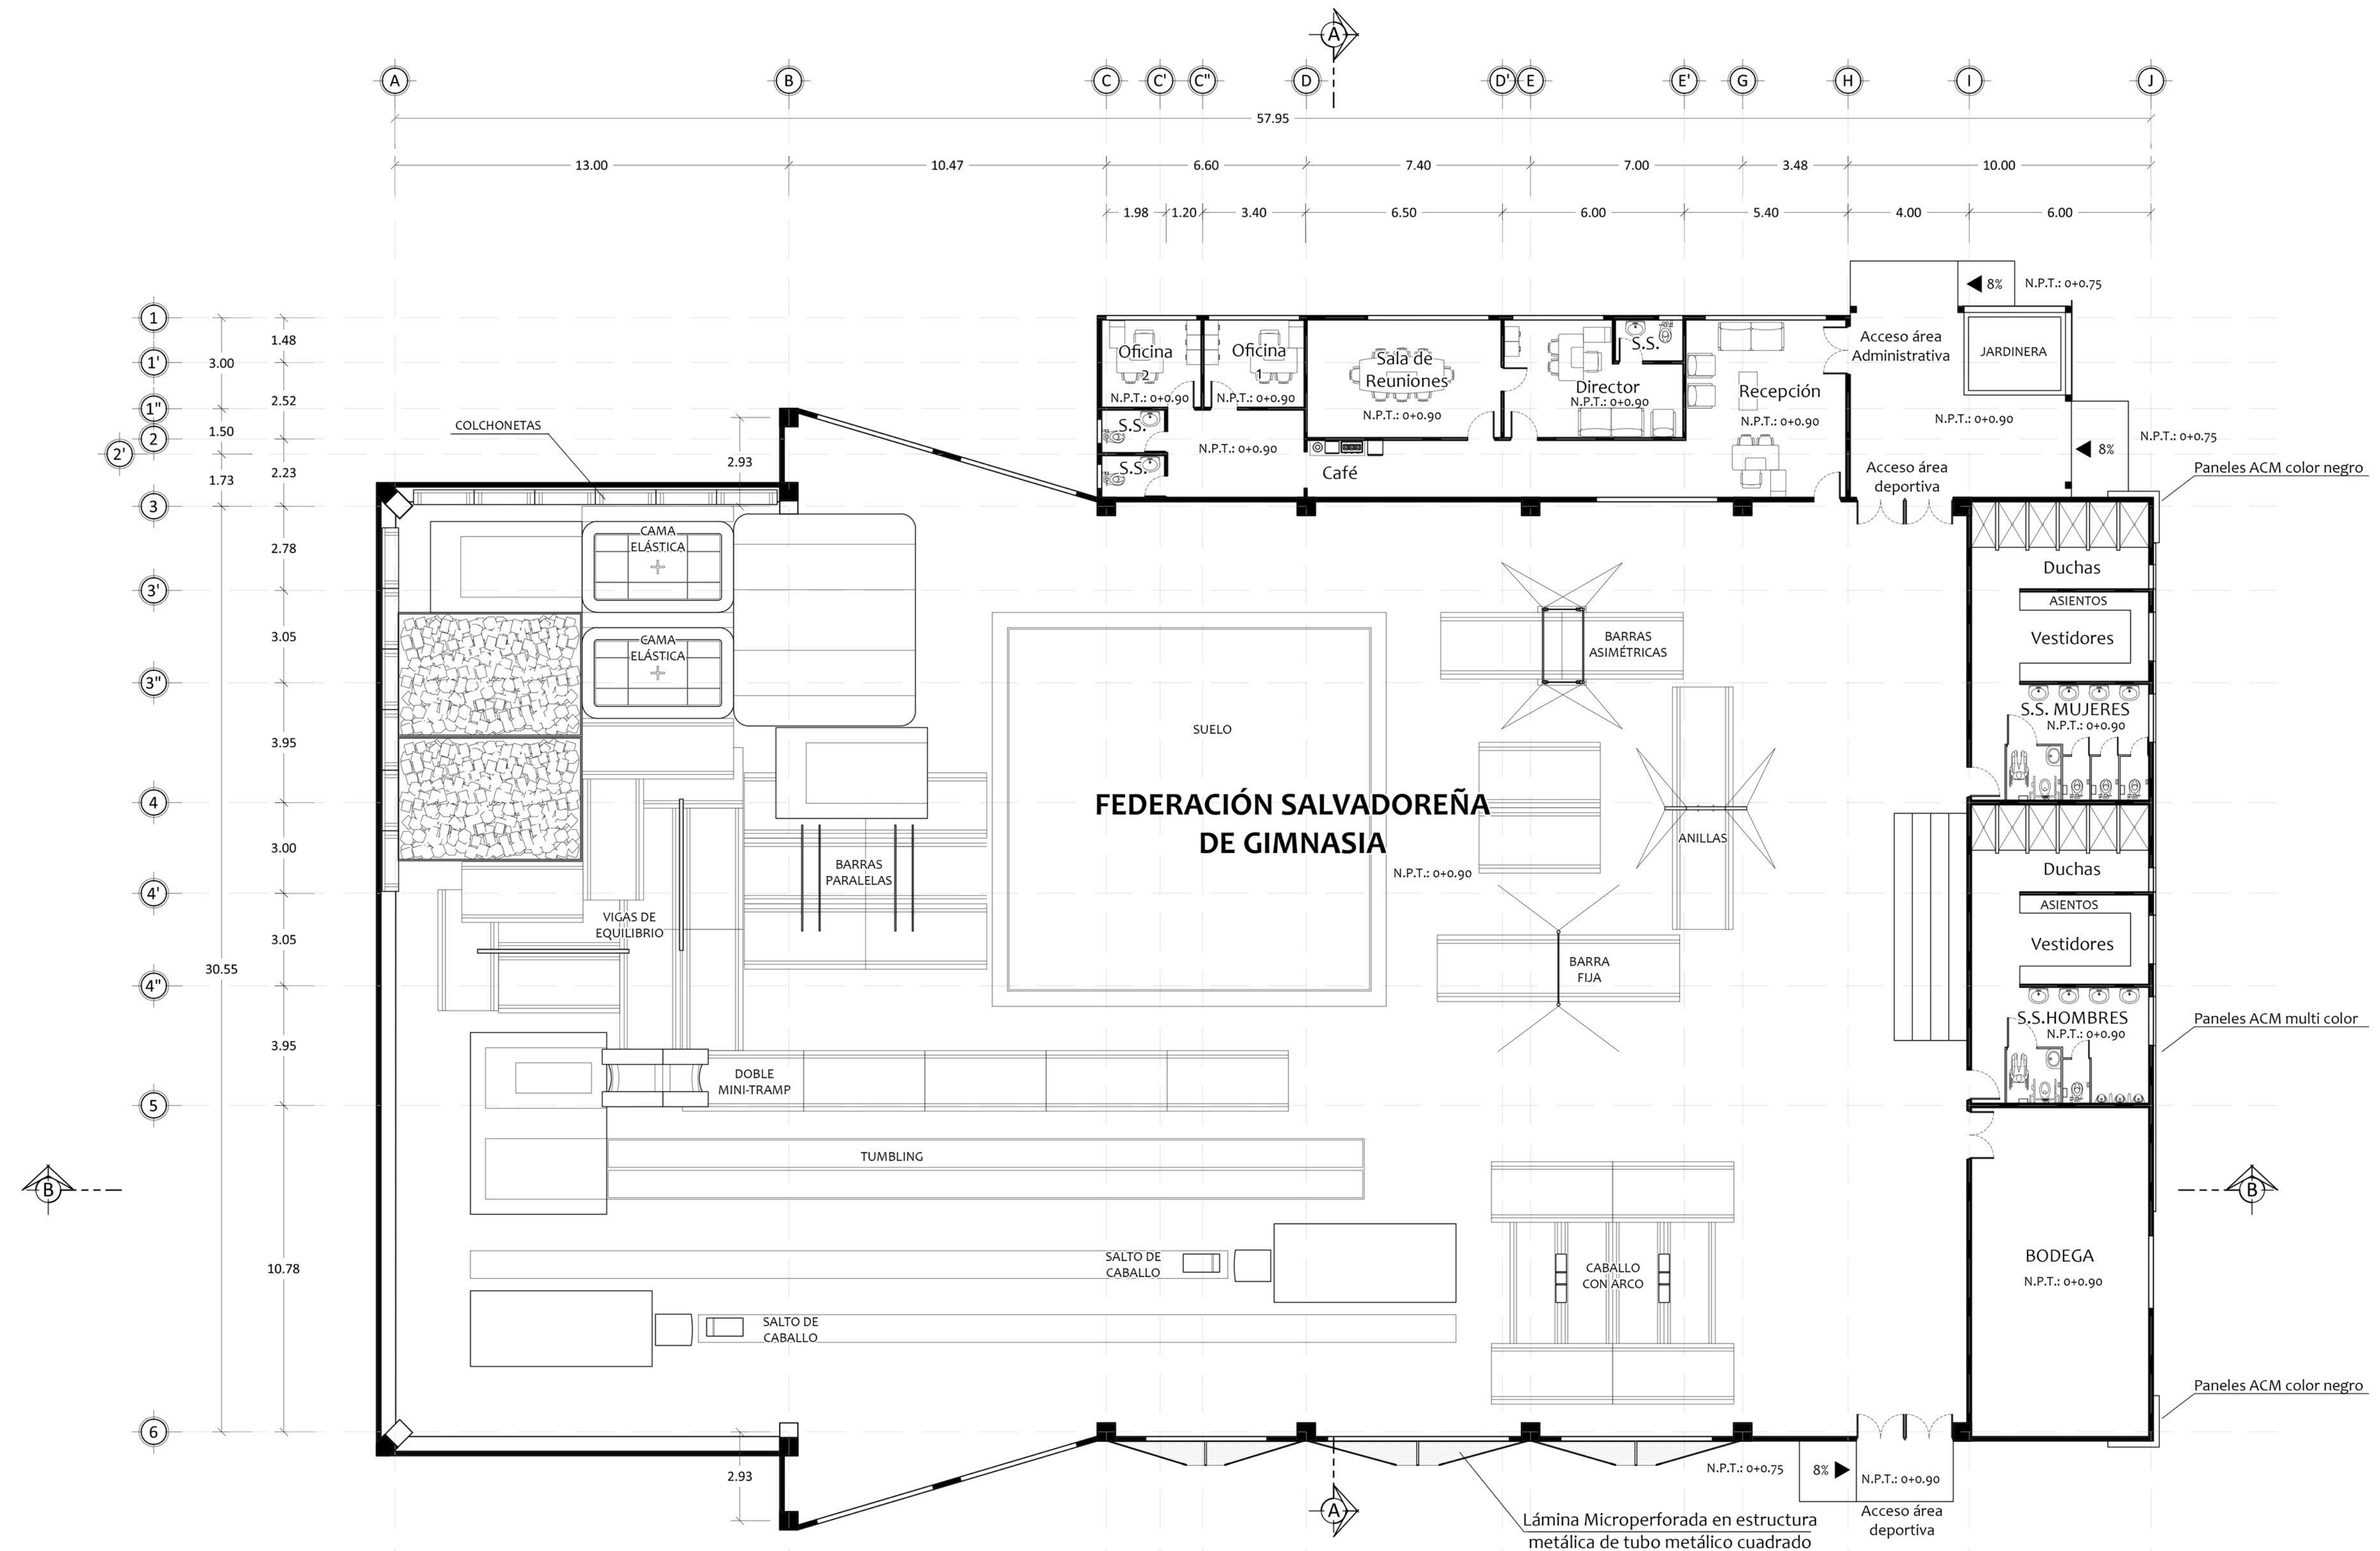 A
A B C C' C" D D' E E' G H I J
57.95
13.00 10.47 6.60 7.40 7.00 3.48 10.00
1.98 1.20 3.40 6.50 6.00 5.40 4.00 6.00
1
1'
1"
2
2'
3
3'
3"
4
4'
4"
5
6
3.00
1.50
1.73
30.55
1.48
2.52
2.23
2.78
3.05
3.95
3.00
3.05
3.95
10.78
2.93
2.93
B
B
COLCHONETAS
Oficina
2
N.P.T.: 0+0.90
Oficina
1
N.P.T.: 0+0.90
S.S.
S.S.
N.P.T.: 0+0.90
Sala de
Reuniones
N.P.T.: 0+0.90
Café
Director
N.P.T.: 0+0.90
S.S.
Recepción
N.P.T.: 0+0.90
Acceso área
Administrativa
JARDINERA
8%
N.P.T.: 0+0.75
N.P.T.: 0+0.90
8%
N.P.T.: 0+0.75
Acceso área
deportiva
Paneles ACM color negro
CAMA
ELÁSTICA
CAMA
ELÁSTICA
SUELO
FEDERACIÓN SALVADOREÑA
DE GIMNASIA
N.P.T.: 0+0.90
BARRAS
ASIMÉTRICAS
ANILLAS
BARRA
FIJA
BARRAS
PARALELAS
VIGAS DE
EQUILIBRIO
DOBLE
MINI-TRAMP
TUMBLING
SALTO DE
CABALLO
SALTO DE
CABALLO
CABALLO
CON ARCO
Duchas
ASIENTOS
Vestidores
S.S. MUJERES
N.P.T.: 0+0.90
Duchas
ASIENTOS
Vestidores
S.S.HOMBRES
N.P.T.: 0+0.90
Paneles ACM multi color
BODEGA
N.P.T.: 0+0.90
Paneles ACM color negro
N.P.T.: 0+0.75
8%
N.P.T.: 0+0.90
Acceso área
deportiva
Lámina Microperforada en estructura
metálica de tubo metálico cuadrado
A